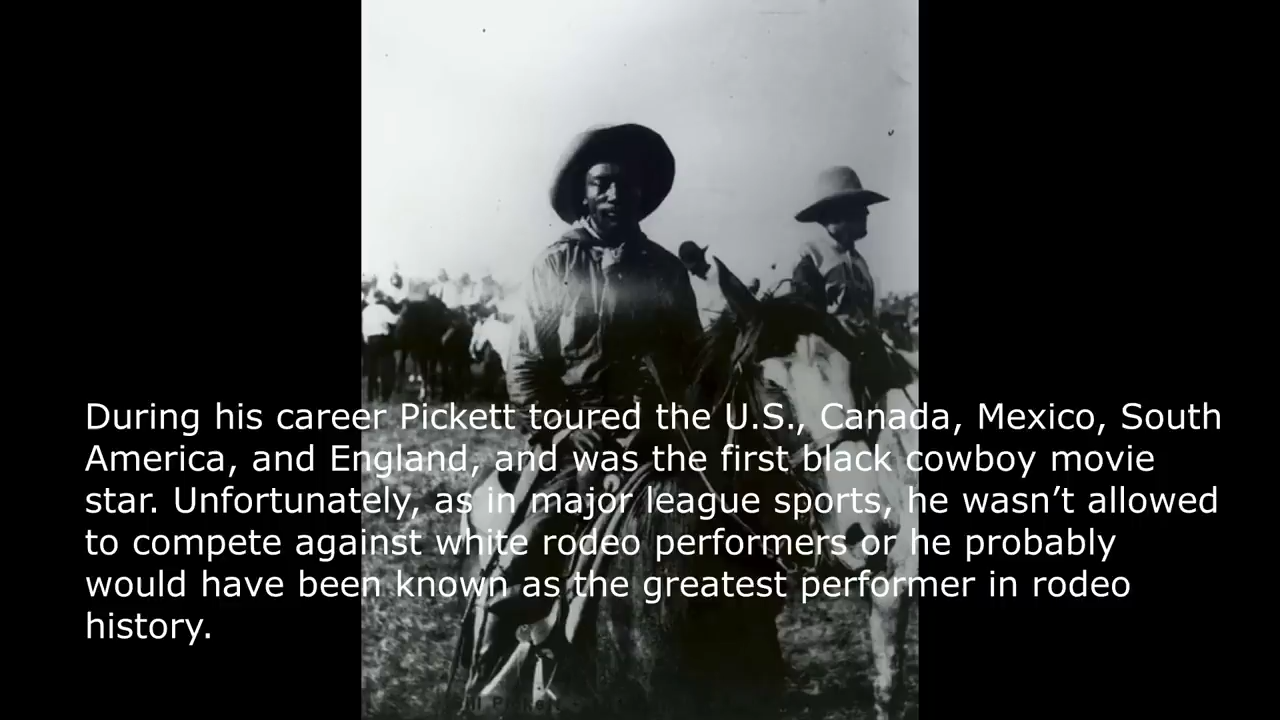 During his career Pickett toured the U.S., Canada, Mexico, South
America, and England, and was the first black cowboy movie
star. Unfortunately, as in major league sports, he wasn’t allowed
to compete against white rodeo performers or he probably
would have been known as the greatest performer in rodeo
history.